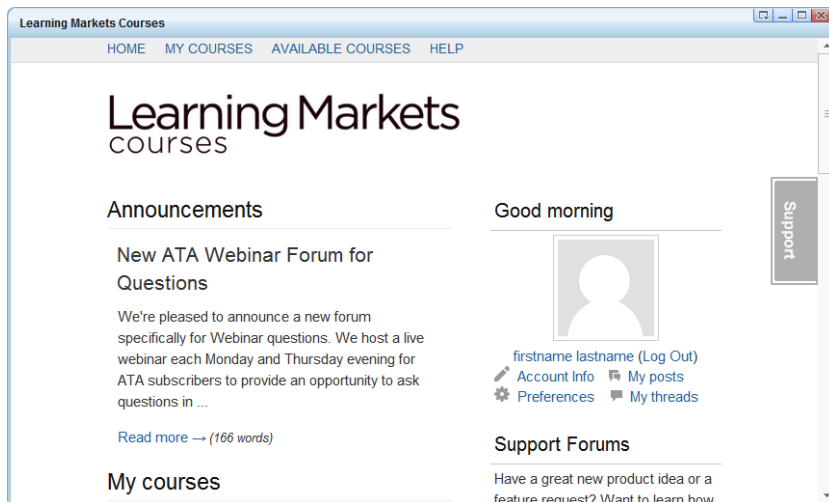 Learning Markets Courses
HOME MY COURSES AVAILABLE COURSES HELP
Learning Markets
courses
Announcements
New ATA Webinar Forum for
Questions
We're pleased to announce a new forum
specifically for Webinar questions. We host a live
webinar each Monday and Thursday evening for
ATA subscribers to provide an opportunity to ask
questions in ...
Read more → (166 words)
My courses
Good morning
firstname lastname (Log Out)
Account Info My posts
Preferences My threads
Support Forums
Have a great new product idea or a
feature request? Want to learn how
Support